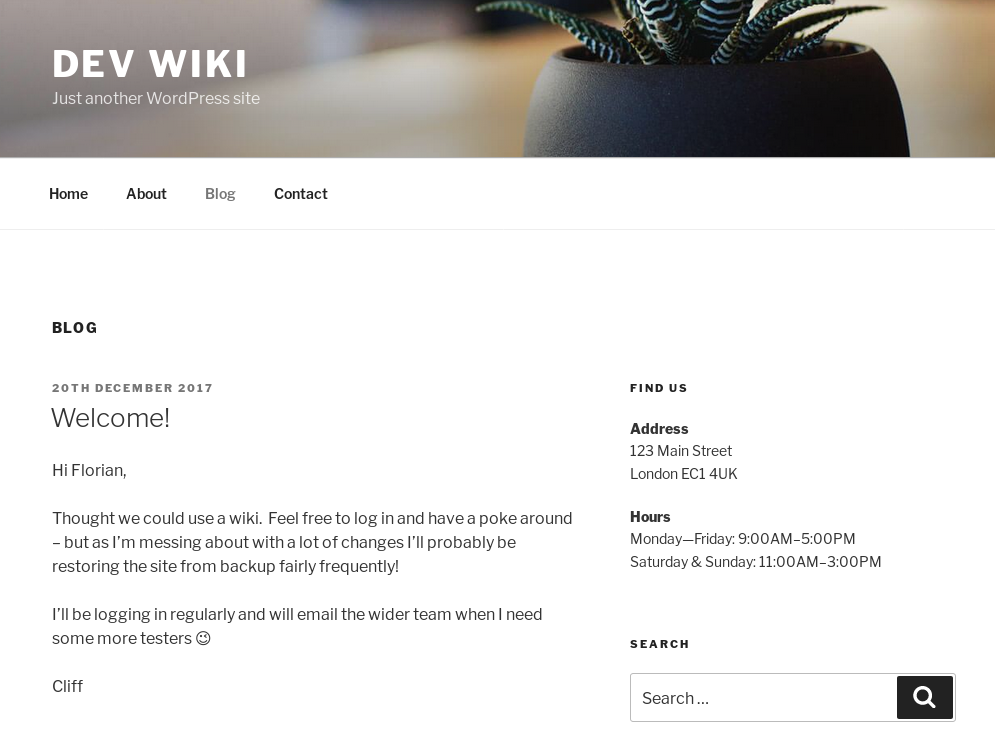 DEV WIKI
Just another WordPress site
Home About Blog Contact
BLOG
20TH DECEMBER 2017
Welcome!
Hi Florian,
Thought we could use a wiki.  Feel free to log in and have a poke around
– but as I’m messing about with a lot of changes I’ll probably be
restoring the site from backup fairly frequently!
I’ll be logging in regularly and will email the wider team when I need
some more testers 😉
Cliff
FIND US
Address
123 Main Street
London EC1 4UK
Hours
Monday—Friday: 9:00AM–5:00PM
Saturday & Sunday: 11:00AM–3:00PM
SEARCH
Search …